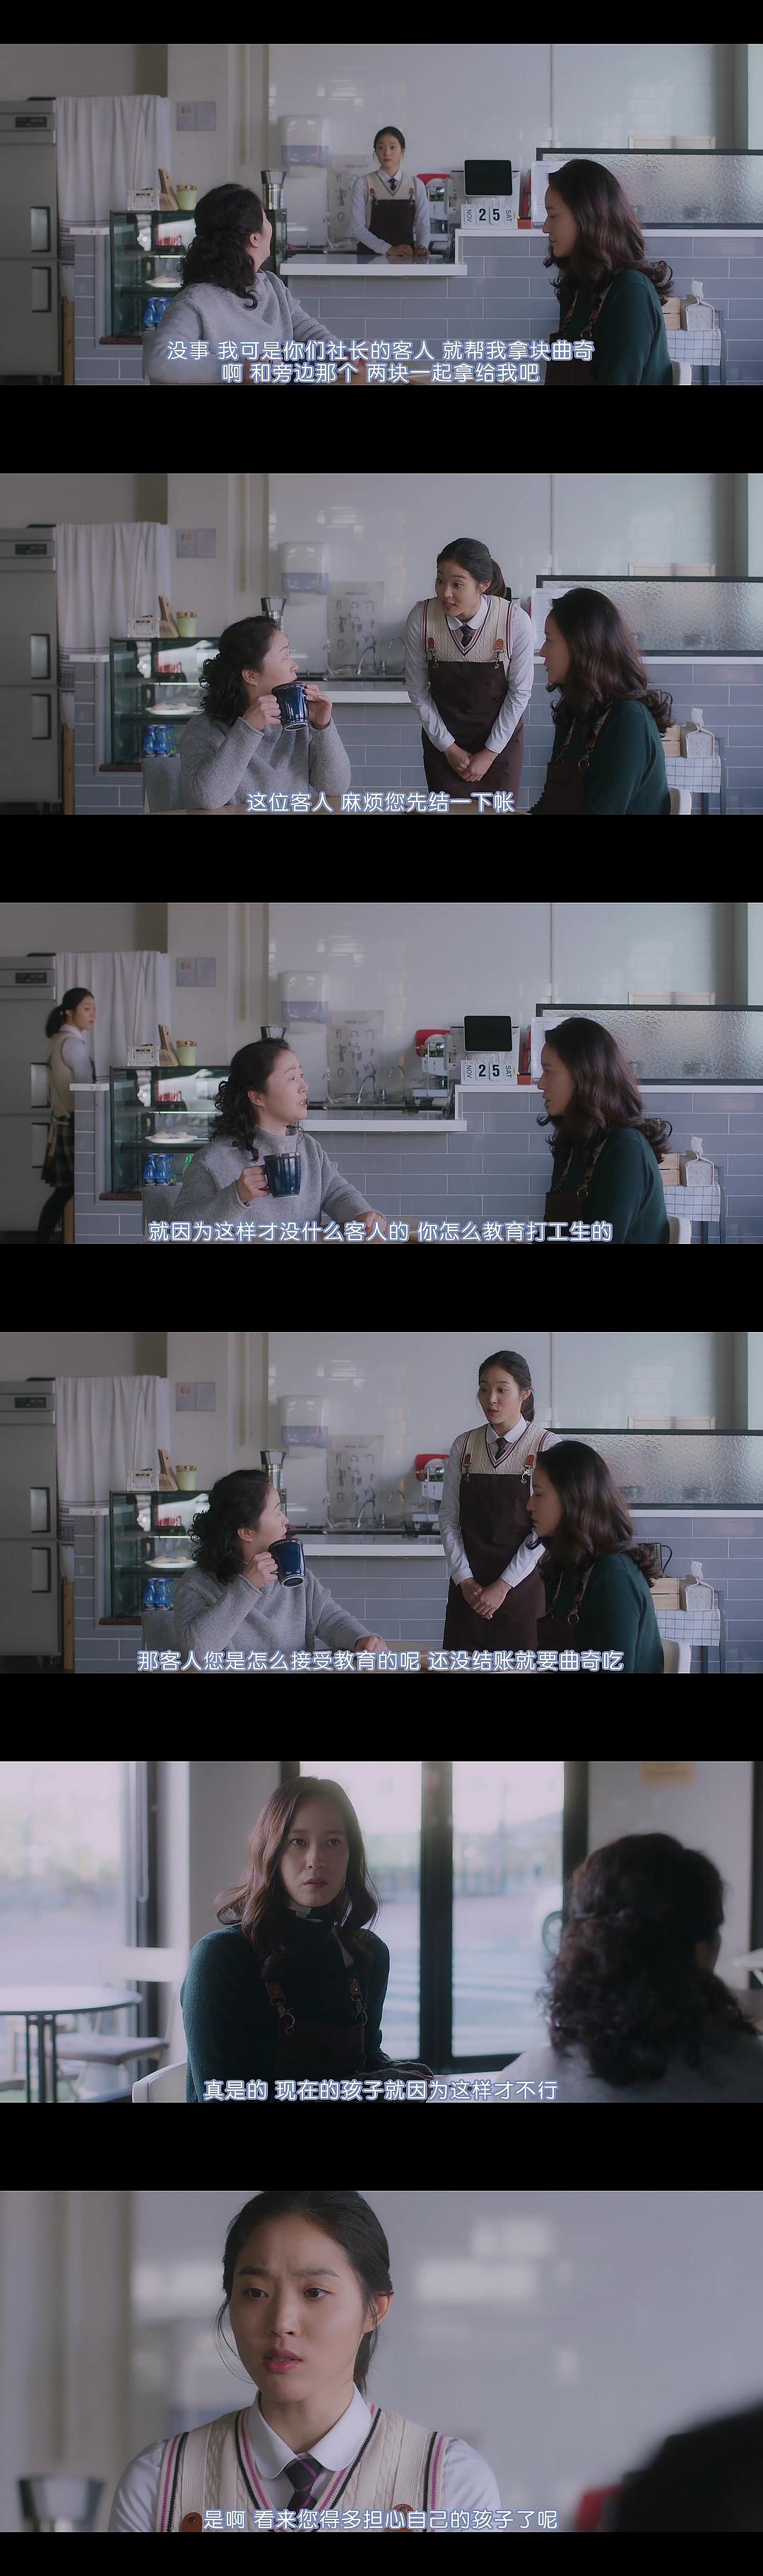 NOV
25
SAT
没事 我可是你们社长的客人 就帮我拿块曲奇
啊 和旁边那个 两块一起拿给我吧
这位客人 麻烦您先结一下帐
NOV
25
SAT
就因为这样才没什么客人的 你怎么教育打工生的
那客人您是怎么接受教育的呢 还没结账就要曲奇吃
真是的 现在的孩子就因为这样才不行
是啊 看来您得多担心自己的孩子了呢